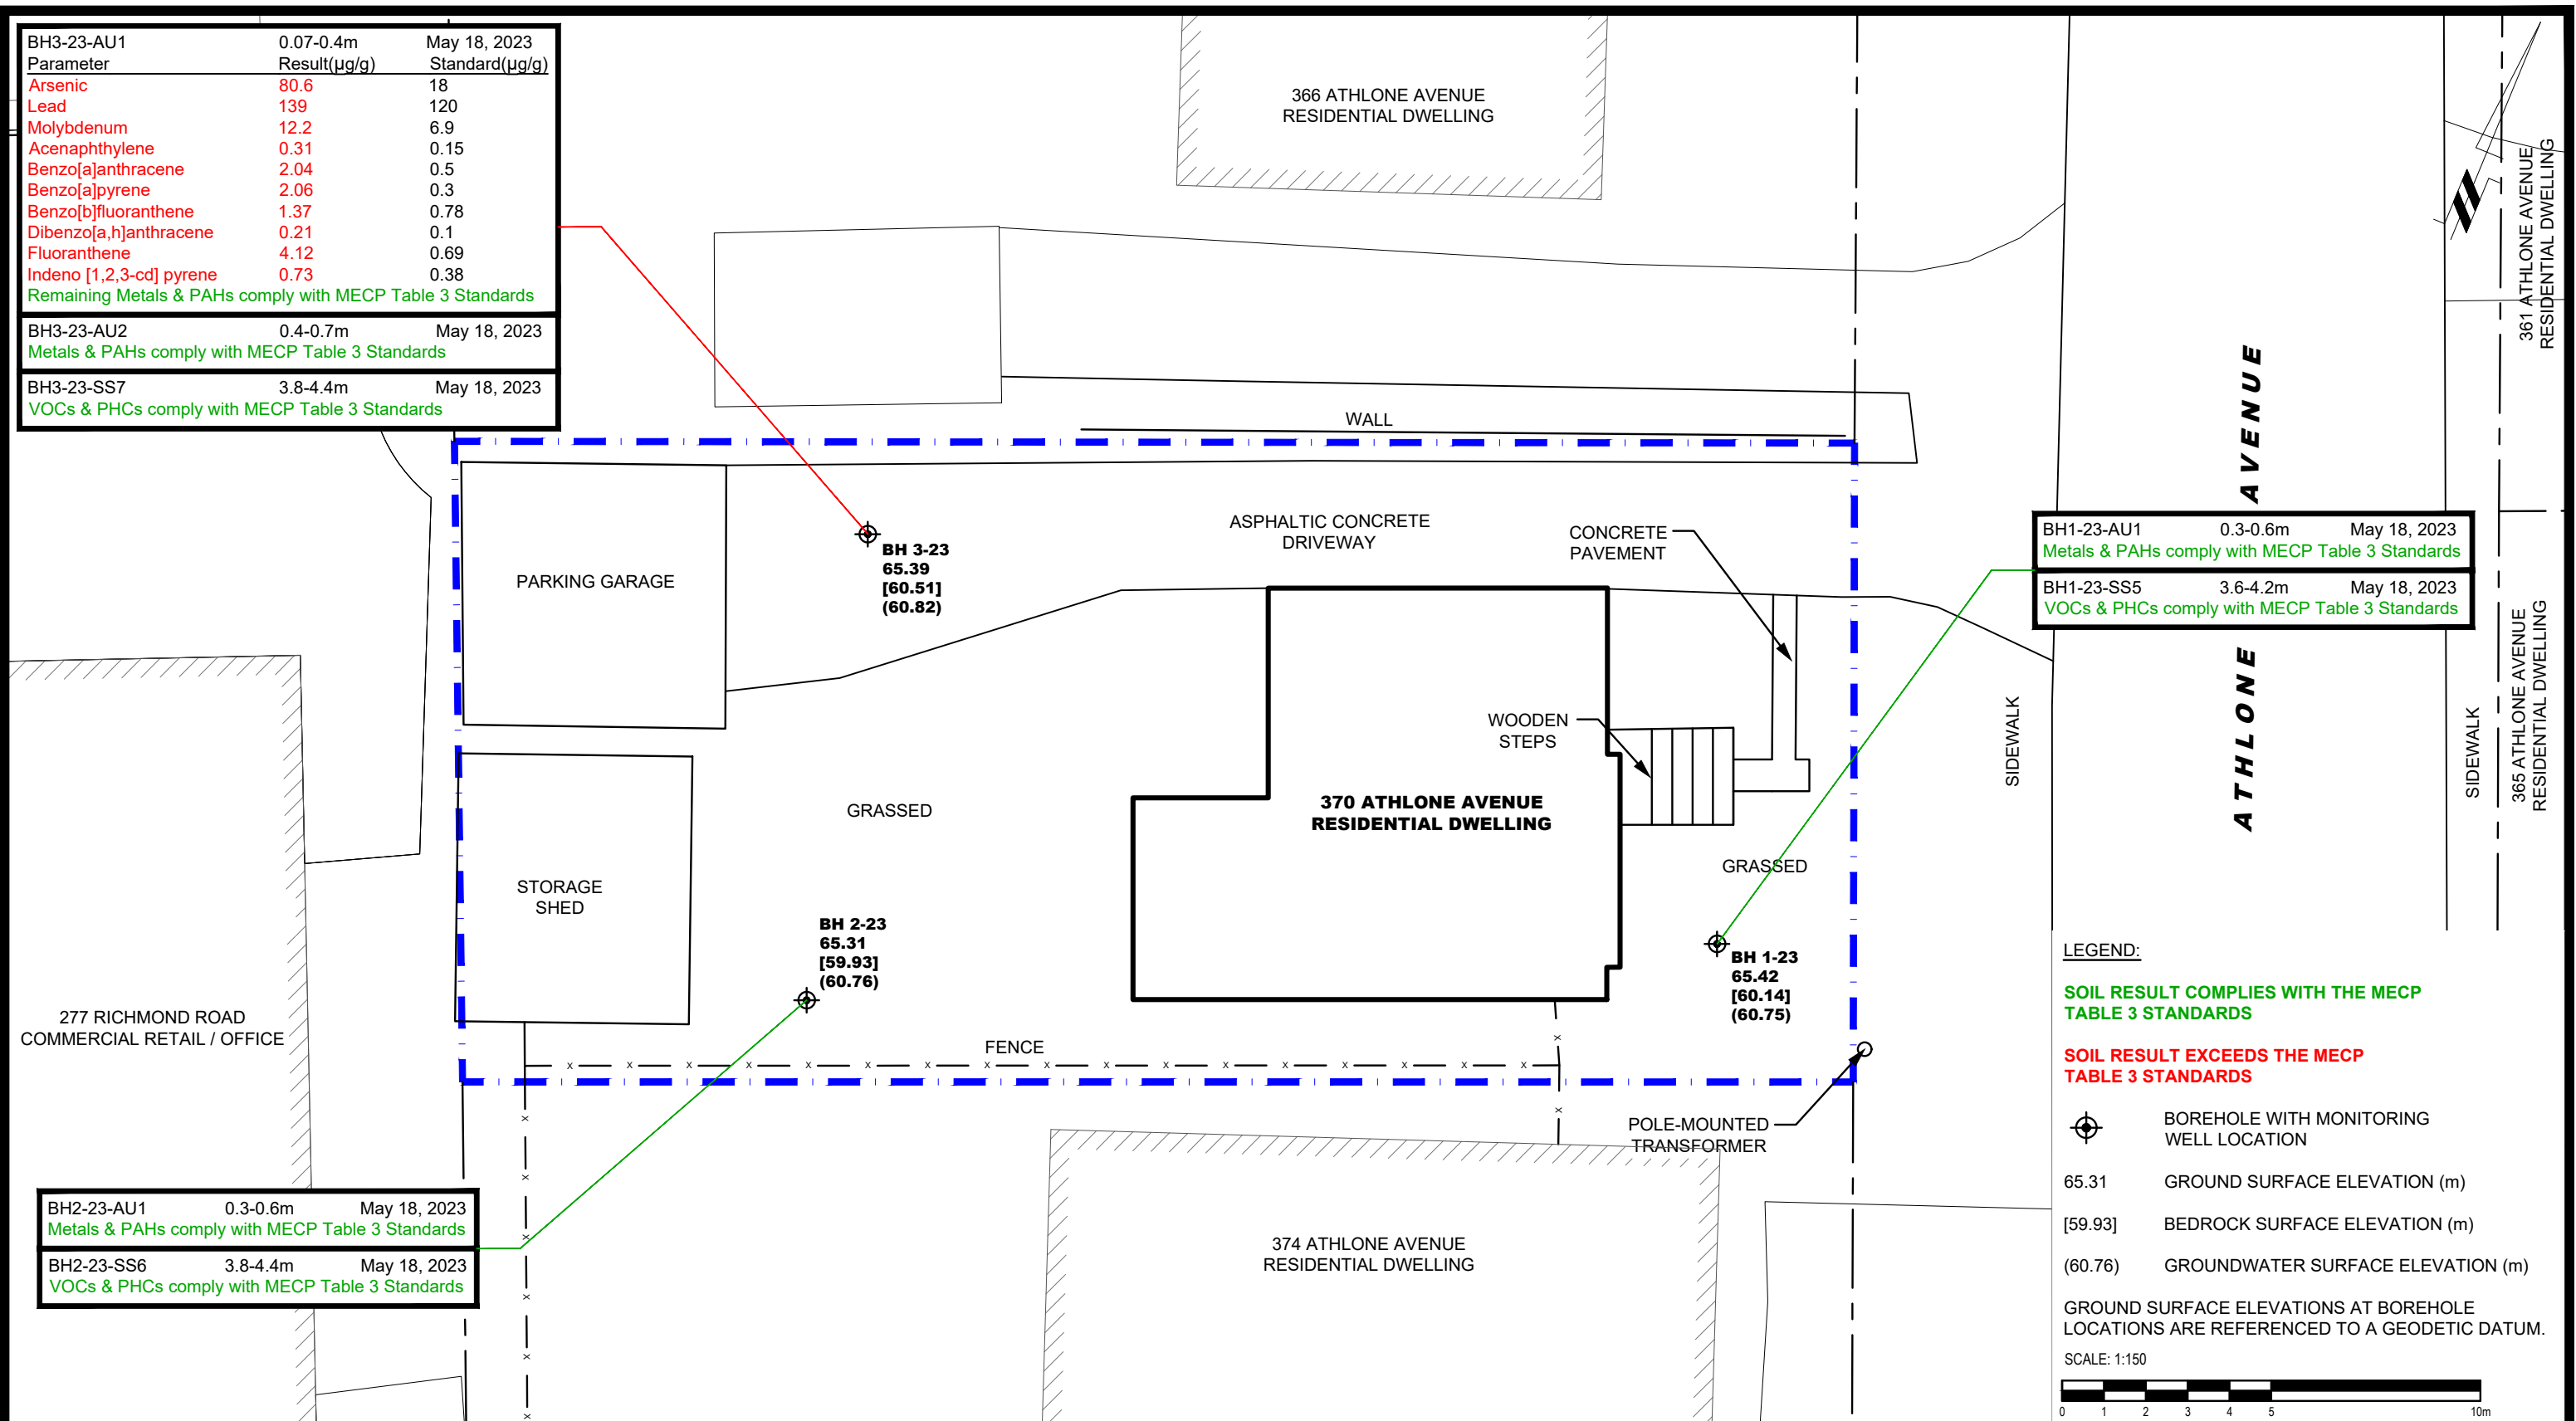 BH3-23-AU1 0.07-0.4m May 18, 2023
Parameter Result(µg/g) Standard(µg/g)
Arsenic 80.6 18
Lead 139 120
Molybdenum 12.2 6.9
Acenaphthylene 0.31 0.15
Benzo[a]anthracene 2.04 0.5
Benzo[a]pyrene 2.06 0.3
Benzo[b]fluoranthene 1.37 0.78
Dibenzo[a,h]anthracene 0.21 0.1
Fluoranthene 4.12 0.69
Indeno [1,2,3-cd] pyrene 0.73 0.38
Remaining Metals & PAHs comply with MECP Table 3 Standards
BH3-23-AU2 0.4-0.7m May 18, 2023
Metals & PAHs comply with MECP Table 3 Standards
BH3-23-SS7 3.8-4.4m May 18, 2023
VOCs & PHCs comply with MECP Table 3 Standards
366 ATHLONE AVENUE
RESIDENTIAL DWELLING
361 ATHLONE AVENUE
RESIDENTIAL DWELLING
WALL
ASPHALTIC CONCRETE
DRIVEWAY
CONCRETE
PAVEMENT
BH 3-23
65.39
[60.51]
(60.82)
PARKING GARAGE
BH1-23-AU1 0.3-0.6m May 18, 2023
Metals & PAHs comply with MECP Table 3 Standards
BH1-23-SS5 3.6-4.2m May 18, 2023
VOCs & PHCs comply with MECP Table 3 Standards
ATHLONE AVENUE
365 ATHLONE AVENUE
RESIDENTIAL DWELLING
SIDEWALK
SIDEWALK
WOODEN
STEPS
370 ATHLONE AVENUE
RESIDENTIAL DWELLING
GRASSED
GRASSED
STORAGE
SHED
BH 2-23
65.31
[59.93]
(60.76)
BH 1-23
65.42
[60.14]
(60.75)
277 RICHMOND ROAD
COMMERCIAL RETAIL / OFFICE
FENCE
POLE-MOUNTED
TRANSFORMER
BH2-23-AU1 0.3-0.6m May 18, 2023
Metals & PAHs comply with MECP Table 3 Standards
BH2-23-SS6 3.8-4.4m May 18, 2023
VOCs & PHCs comply with MECP Table 3 Standards
374 ATHLONE AVENUE
RESIDENTIAL DWELLING
LEGEND:
SOIL RESULT COMPLIES WITH THE MECP
TABLE 3 STANDARDS
SOIL RESULT EXCEEDS THE MECP
TABLE 3 STANDARDS
BOREHOLE WITH MONITORING
WELL LOCATION
65.31 GROUND SURFACE ELEVATION (m)
[59.93] BEDROCK SURFACE ELEVATION (m)
(60.76) GROUNDWATER SURFACE ELEVATION (m)
GROUND SURFACE ELEVATIONS AT BOREHOLE
LOCATIONS ARE REFERENCED TO A GEODETIC DATUM.
SCALE: 1:150
0 1 2 3 4 5 10m